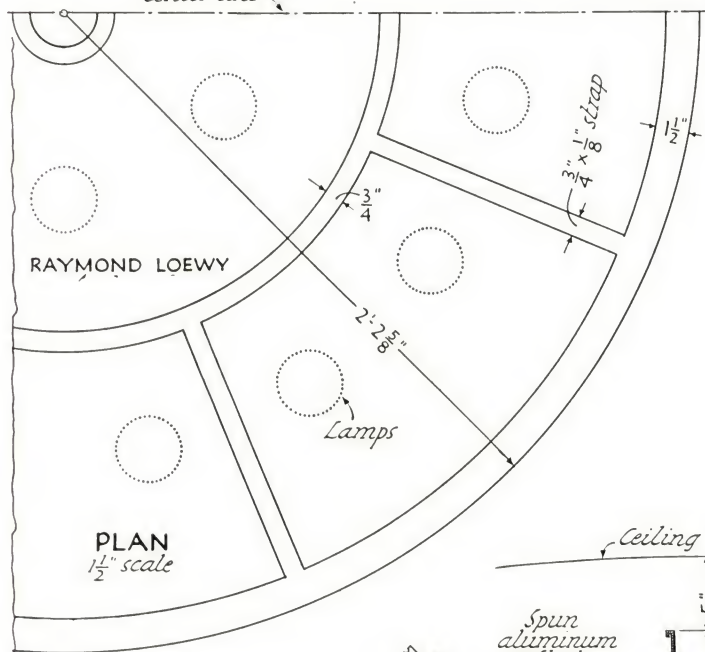 3/4" x 1/8" strap
1 1/2"
3/4"
RAYMOND LOEWY
2'-2 5/8"
Lamps
PLAN
1 1/2" scale
Ceiling
5"
Spun
aluminum